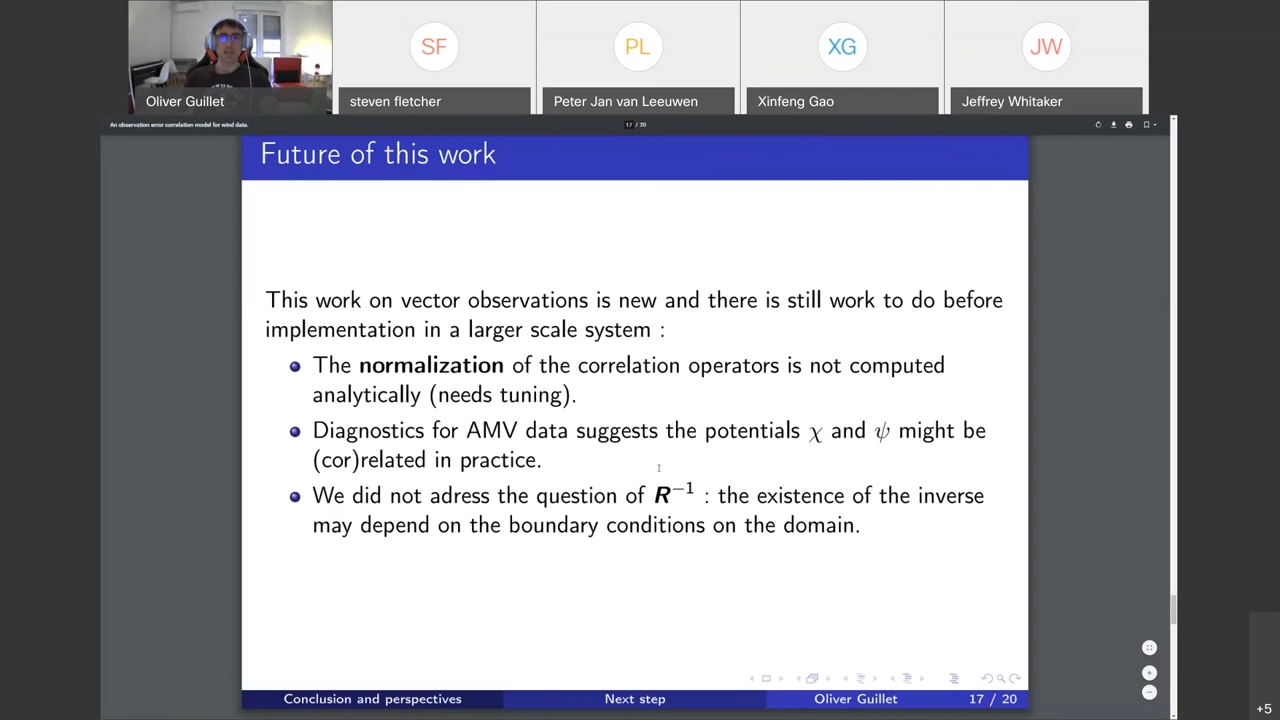 SF
PL
XG
JW
Oliver Guillet
steven fletcher
Peter Jan van Leeuwen
Xinfeng Gao
Jeffrey Whitaker
An observation error correlation model for wind data.
17 / 20
Future of this work
This work on vector observations is new and there is still work to do before
implementation in a larger scale system :
The normalization of the correlation operators is not computed
analytically (needs tuning).
Diagnostics for AMV data suggests the potentials χ and ψ might be
(cor)related in practice.
We did not adress the question of R⁻¹ : the existence of the inverse
may depend on the boundary conditions on the domain.
Conclusion and perspectives
Next step
Oliver Guillet
17 / 20
+5